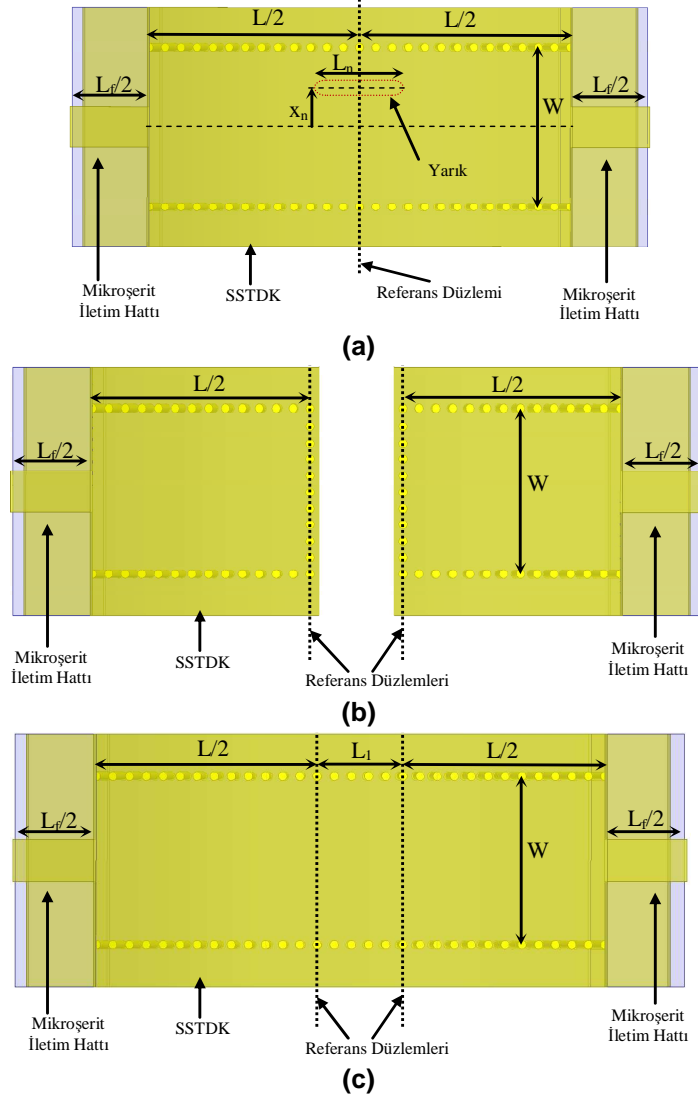 L/2
L/2
Lf/2
Ln
xn
W
Lf/2
Yarık
Mikroşerit
İletim Hattı
SSTDK
Referans Düzlemi
Mikroşerit
İletim Hattı
(a)
L/2
L/2
Lf/2
W
Lf/2
Mikroşerit
İletim Hattı
SSTDK
Referans Düzlemleri
Mikroşerit
İletim Hattı
(b)
L/2
L1
L/2
Lf/2
W
Lf/2
Mikroşerit
İletim Hattı
SSTDK
Referans Düzlemleri
Mikroşerit
İletim Hattı
(c)